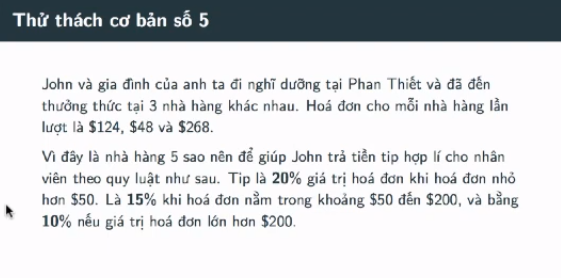 Thử thách cơ bản số 5
John và gia đình của anh ta đi nghĩ dưỡng tại Phan Thiết và đã đến
thưởng thức tại 3 nhà hàng khác nhau. Hoá đơn cho mỗi nhà hàng lần
lượt là $124, $48 và $268.
Vì đây là nhà hàng 5 sao nên để giúp John trả tiền tip hợp lí cho nhân
viên theo quy luật như sau. Tip là 20% giá trị hoá đơn khi hoá đơn nhỏ
hơn $50. Là 15% khi hoá đơn nằm trong khoảng $50 đến $200, và bằng
10% nếu giá trị hoá đơn lớn hơn $200.